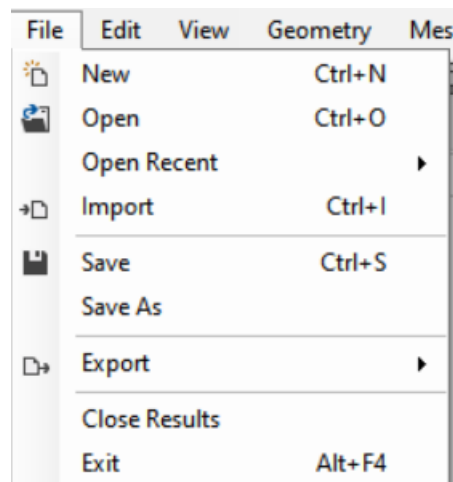 File Edit View Geometry Mes
New Ctrl+N
Open Ctrl+O
Open Recent
Import Ctrl+I
Save Ctrl+S
Save As
Export
Close Results
Exit Alt+F4